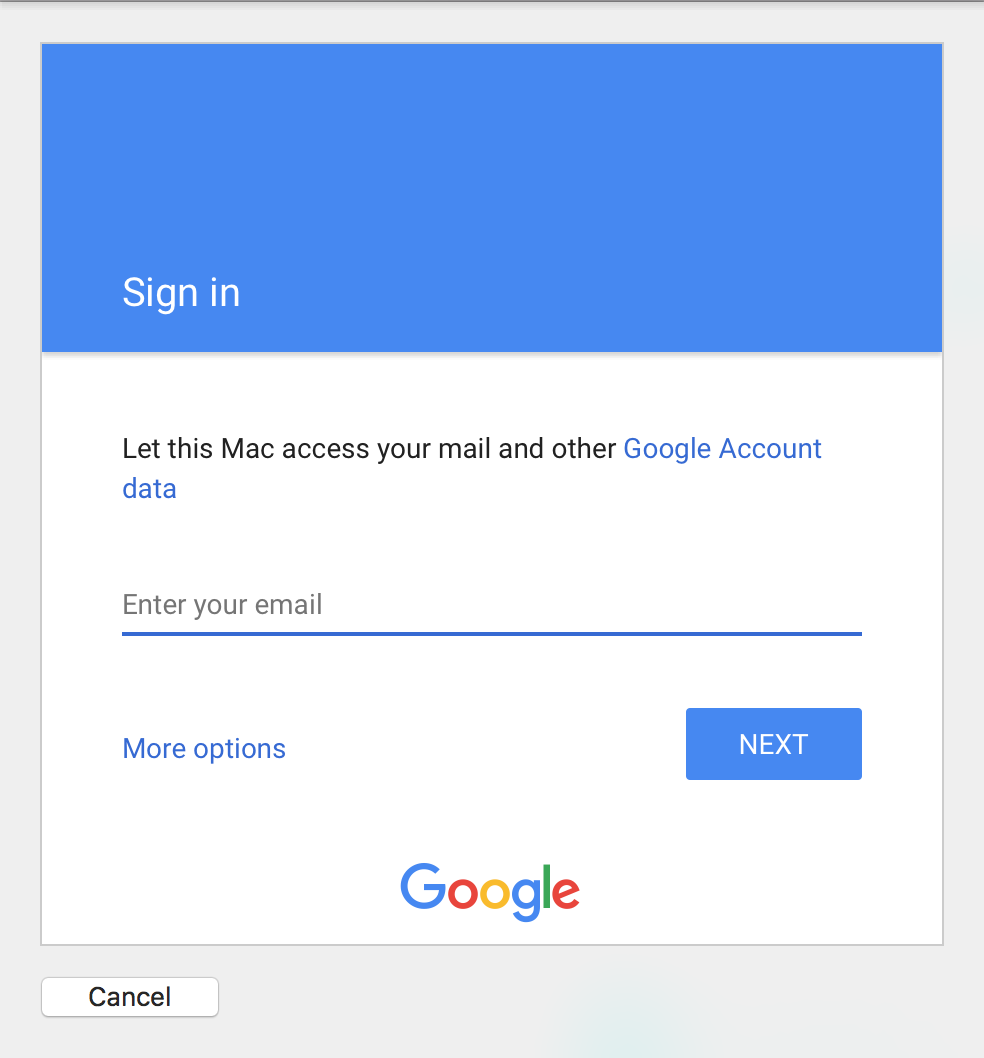 Sign in
Let this Mac access your mail and other Google Account
data
Enter your email
More options
NEXT
Google
Cancel